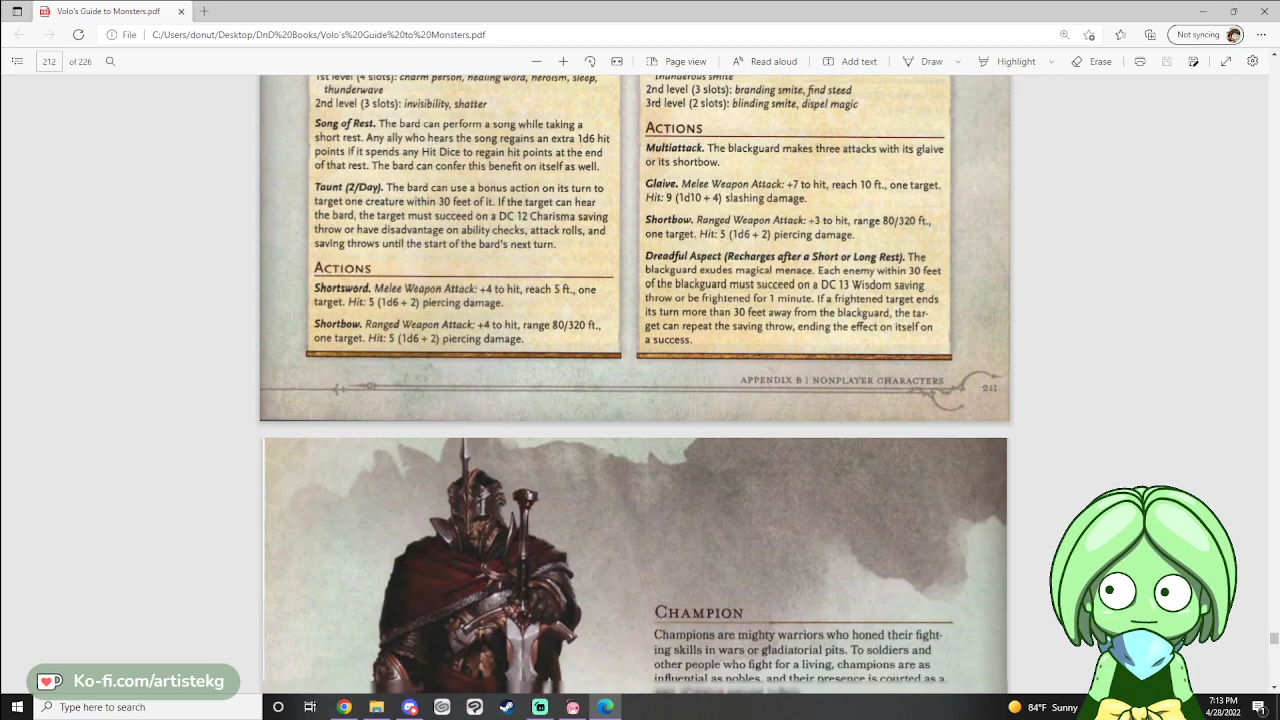 Volo's Guide to Monsters.pdf
File
C:/Users/donut/Desktop/DnD%20Books/Volo's%20Guide%20to%20Monsters.pdf
Not syncing
212 of 226
Page view
Read aloud
Add text
Draw
Highlight
Erase
1st level (4 slots): charm person, healing word, heroism, sleep,
thunderwave
2nd level (3 slots): invisibility, shatter
Song of Rest. The bard can perform a song while taking a
short rest. Any ally who hears the song regains an extra 1d6 hit
points if it spends any Hit Dice to regain hit points at the end
of that rest. The bard can confer this benefit on itself as well.
Taunt (2/Day). The bard can use a bonus action on its turn to
target one creature within 30 feet of it. If the target can hear
the bard, the target must succeed on a DC 12 Charisma saving
throw or have disadvantage on ability checks, attack rolls, and
saving throws until the start of the bard's next turn.
ACTIONS
Shortsword. Melee Weapon Attack: +4 to hit, reach 5 ft., one
target. Hit: 5 (1d6 + 2) piercing damage.
Shortbow. Ranged Weapon Attack: +4 to hit, range 80/320 ft.,
one target. Hit: 5 (1d6 + 2) piercing damage.
thunderous smite
2nd level (3 slots): branding smite, find steed
3rd level (2 slots): blinding smite, dispel magic
ACTIONS
Multiattack. The blackguard makes three attacks with its glaive
or its shortbow.
Glaive. Melee Weapon Attack: +7 to hit, reach 10 ft., one target.
Hit: 9 (1d10 + 4) slashing damage.
Shortbow. Ranged Weapon Attack: +3 to hit, range 80/320 ft.,
one target. Hit: 5 (1d6 + 2) piercing damage.
Dreadful Aspect (Recharges after a Short or Long Rest). The
blackguard exudes magical menace. Each enemy within 30 feet
of the blackguard must succeed on a DC 13 Wisdom saving
throw or be frightened for 1 minute. If a frightened target ends
its turn more than 30 feet away from the blackguard, the tar-
get can repeat the saving throw, ending the effect on itself on
a success.
APPENDIX B | NONPLAYER CHARACTERS
211
CHAMPION
Champions are mighty warriors who honed their fight-
ing skills in wars or gladiatorial pits. To soldiers and
other people who fight for a living, champions are as
influential as nobles, and their presence is courted as a
Ko-fi.com/artistekg
Type here to search
84°F Sunny
7:13 PM
4/28/2022